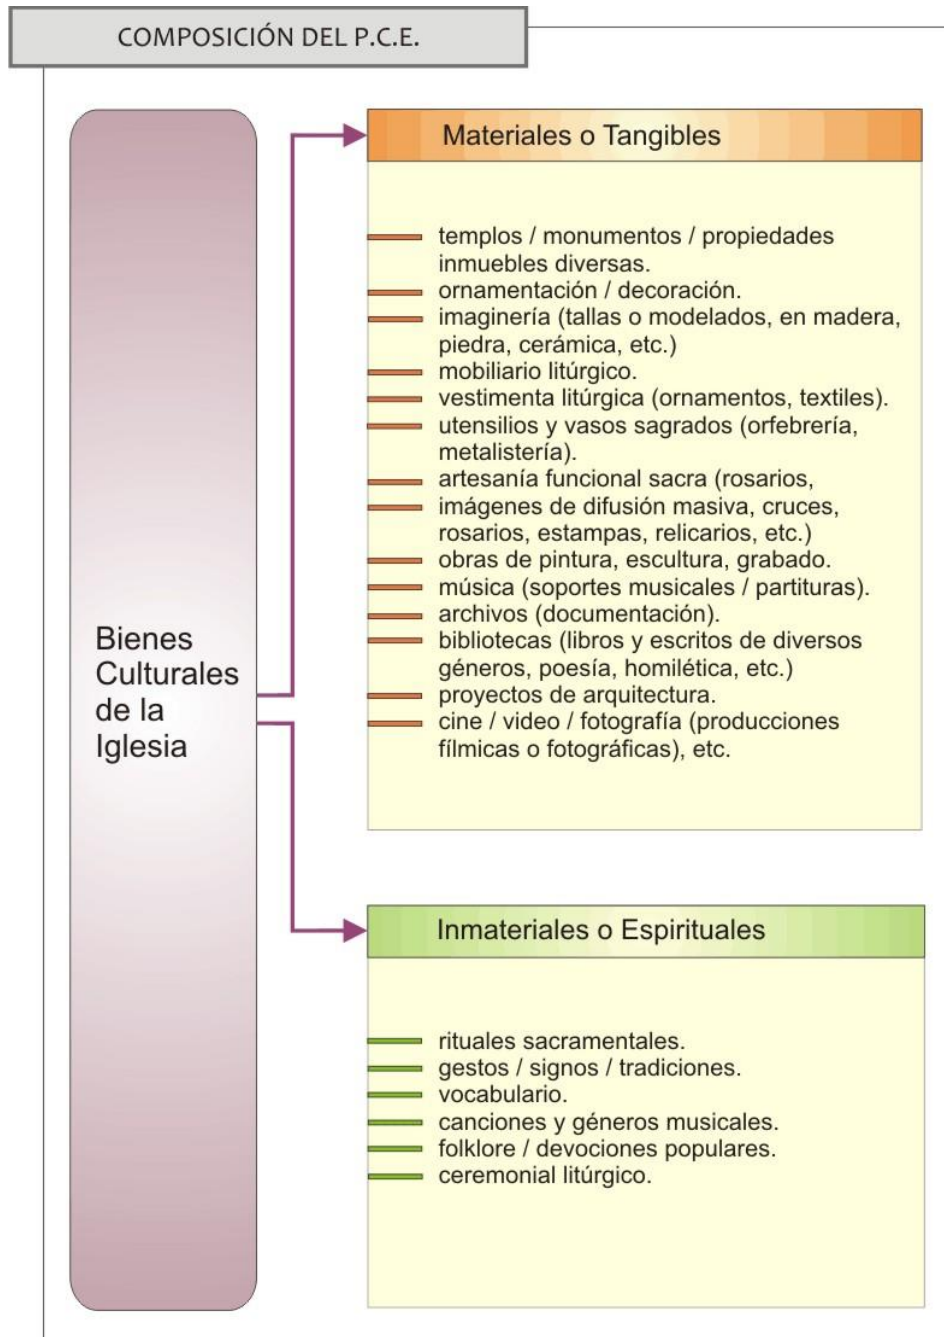 COMPOSICIÓN DEL P.C.E.
Bienes
Culturales
de la
Iglesia
Materiales o Tangibles
templos / monumentos / propiedades
inmuebles diversas.
ornamentación / decoración.
imaginería (tallas o modelados, en madera,
piedra, cerámica, etc.)
mobiliario litúrgico.
vestimenta litúrgica (ornamentos, textiles).
utensilios y vasos sagrados (orfebrería,
metalistería).
artesanía funcional sacra (rosarios,
imágenes de difusión masiva, cruces,
rosarios, estampas, relicarios, etc.)
obras de pintura, escultura, grabado.
música (soportes musicales / partituras).
archivos (documentación).
bibliotecas (libros y escritos de diversos
géneros, poesía, homilética, etc.)
proyectos de arquitectura.
cine / video / fotografía (producciones
fílmicas o fotográficas), etc.
Inmateriales o Espirituales
rituales sacramentales.
gestos / signos / tradiciones.
vocabulario.
canciones y géneros musicales.
folklore / devociones populares.
ceremonial litúrgico.